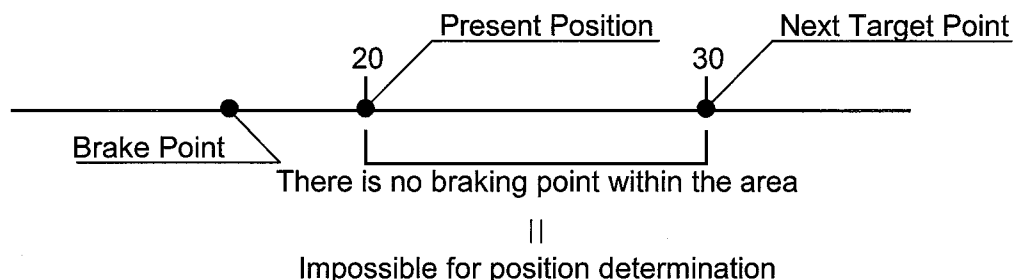 Present Position
Next Target Point
20
30
Brake Point
There is no braking point within the area
||
Impossible for position determination